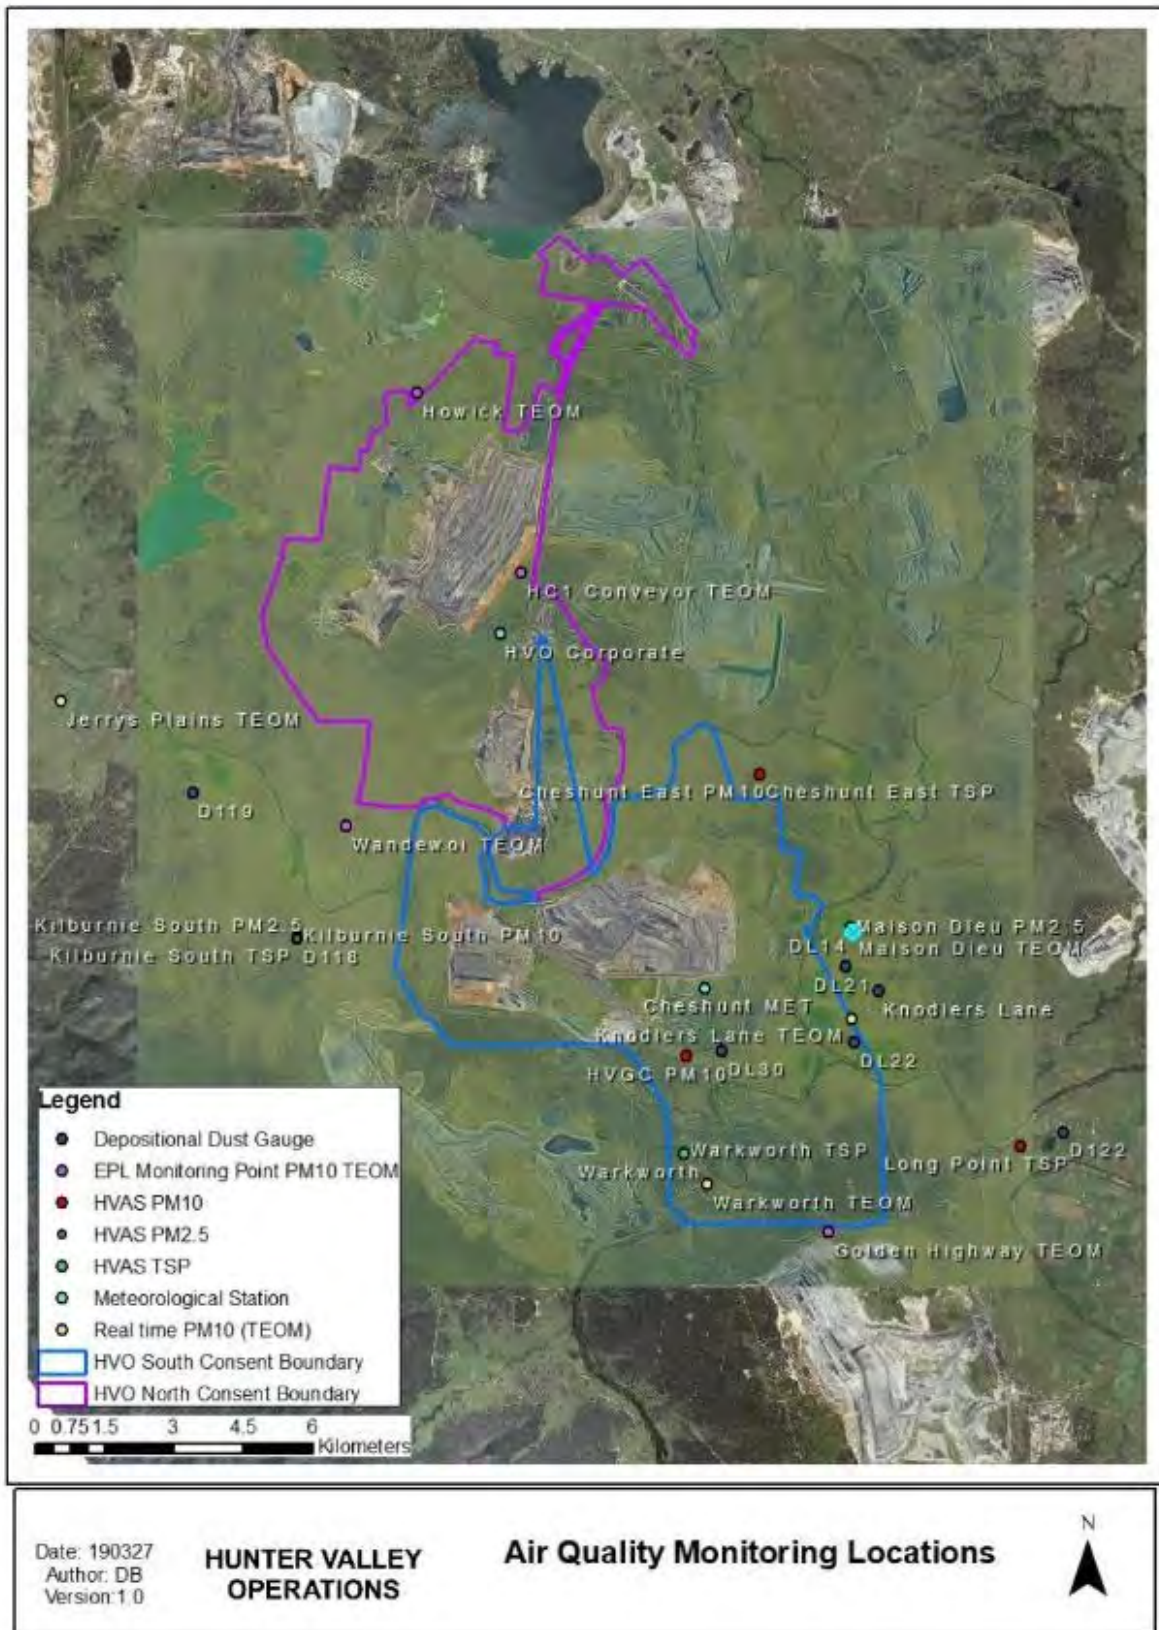 Howick TEOM
HC1 Conveyor TEOM
HVO Corporate
Jerrys Plains TEOM
Cheshunt East PM10 Cheshunt East TSP
D119
Wandewoi TEOM
Kilburnie South PM2.5 Kilburnie South PM10
Kilburnie South TSP D118
Maison Dieu PM2.5
DL14 Maison Dieu TEOM
DL21
Cheshunt MET Knodlers Lane
Knodlers Lane TEOM
DL22
HVGC PM10 DL30
Warkworth TSP
Warkworth
Long Point TSP D122
Warkworth TEOM
Golden Highway TEOM
Legend
Depositional Dust Gauge
EPL Monitoring Point PM10 TEOM
HVAS PM10
HVAS PM2.5
HVAS TSP
Meteorological Station
Real time PM10 (TEOM)
HVO South Consent Boundary
HVO North Consent Boundary
0 0.75 1.5 3 4.5 6
Kilometers
Date: 190327
Author: DB
Version:1.0
HUNTER VALLEY
OPERATIONS
Air Quality Monitoring Locations
N